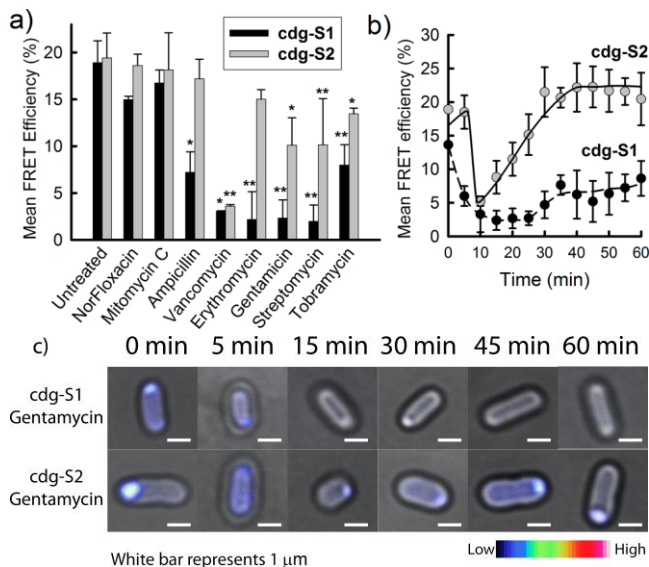 a)
Mean FRET Efficiency (%)
20
15
10
5
0
cdg-S1
cdg-S2
*
**
*
**
**
*
**
**
**
*
Untreated
NorFloxacin
Mitomycin C
Ampicillin
Vancomycin
Erythromycin
Gentamicin
Streptomycin
Tobramycin
b)
Mean FRET efficiency (%)
30
25
20
15
10
5
0
cdg-S2
cdg-S1
0 10 20 30 40 50 60
Time (min)
c)
0 min 5 min 15 min 30 min 45 min 60 min
cdg-S1
Gentamycin
cdg-S2
Gentamycin
White bar represents 1 μm
Low High